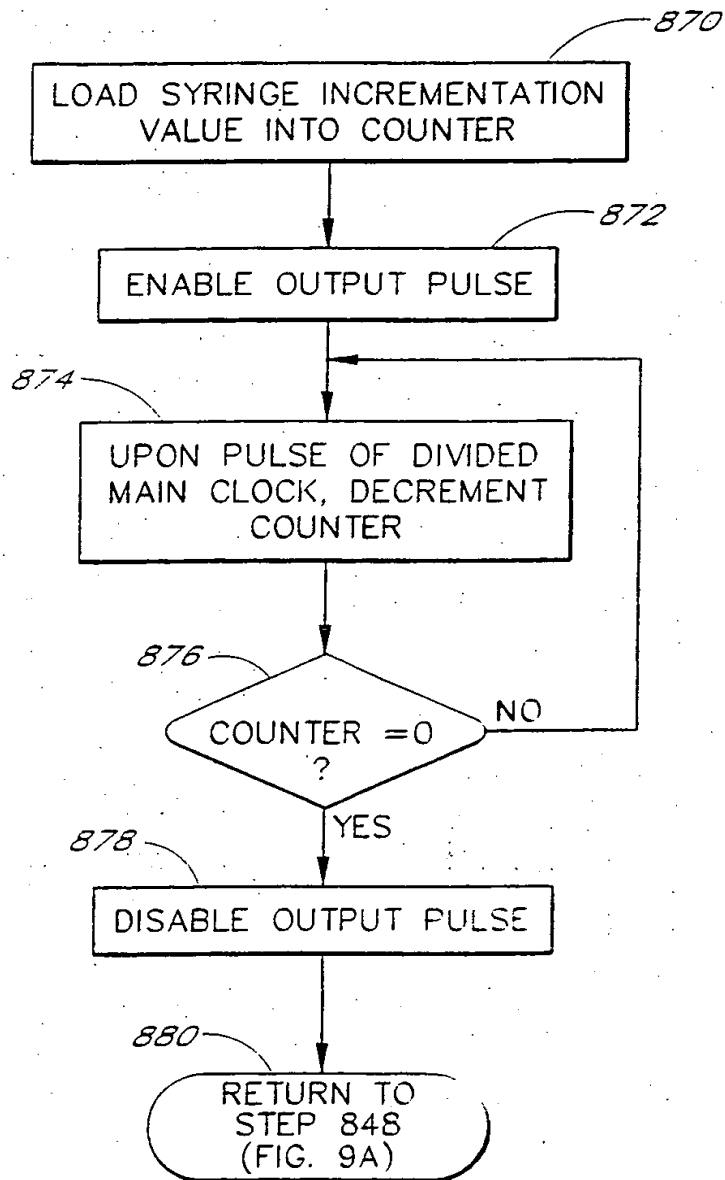 870
LOAD SYRINGE INCREMENTATION
VALUE INTO COUNTER
872
ENABLE OUTPUT PULSE
874
UPON PULSE OF DIVIDED
MAIN CLOCK, DECREMENT
COUNTER
876
COUNTER =0
?
NO
YES
878
DISABLE OUTPUT PULSE
880
RETURN TO
STEP 848
(FIG. 9A)